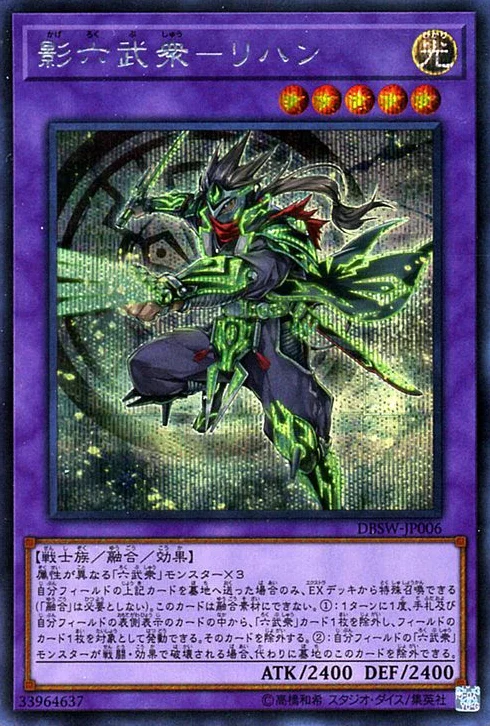 影六武衆－リハン
光
DBSW-JP006
【戦士族／融合／効果】
属性が異なる「六武衆」モンスター×3
自分フィールドの上記カードを墓地へ送った場合のみ、EXデッキから特殊召喚できる
（「融合」は必要としない）。このカードは融合素材にできない。①：1ターンに1度、手札及び
自分フィールドの表側表示のカードの中から、「六武衆」カード1枚を除外し、フィールドの
カード1枚を対象として発動できる。そのカードを除外する。②：自分フィールドの「六武衆」
モンスターが戦闘・効果で破壊される場合、代わりに墓地のこのカードを除外できる。
ATK/2400 DEF/2400
33964637
©高橋和希 スタジオ・ダイス/集英社